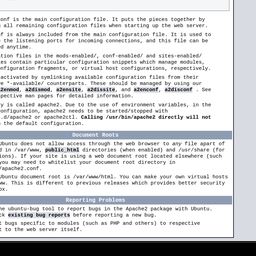 onf is the main configuration file. It puts the pieces together by
all remaining configuration files when starting up the web server.
f is always included from the main configuration file. It is used to
the listening ports for incoming connections, and this file can be
d anytime.
tion files in the mods-enabled/, conf-enabled/ and sites-enabled/
es contain particular configuration snippets which manage modules,
onfiguration fragments, or virtual host configurations, respectively.
activated by symlinking available configuration files from their
e *-available/ counterparts. These should be managed by using our
2enmod, a2dismod, a2ensite, a2dissite, and a2enconf, a2disconf . See
pective man pages for detailed information.
y is called apache2. Due to the use of environment variables, in the
configuration, apache2 needs to be started/stopped with
.d/apache2 or apache2ctl. Calling /usr/bin/apache2 directly will not
the default configuration.
Document Roots
buntu does not allow access through the web browser to any file apart of
d in /var/www, public_html directories (when enabled) and /usr/share (for
ions). If your site is using a web document root located elsewhere (such
you may need to whitelist your document root directory in
/apache2.conf.
buntu document root is /var/www/html. You can make your own virtual hosts
ww. This is different to previous releases which provides better security
ox.
Reporting Problems
he ubuntu-bug tool to report bugs in the Apache2 package with Ubuntu.
ck existing bug reports before reporting a new bug.
t bugs specific to modules (such as PHP and others) to respective
t to the web server itself.